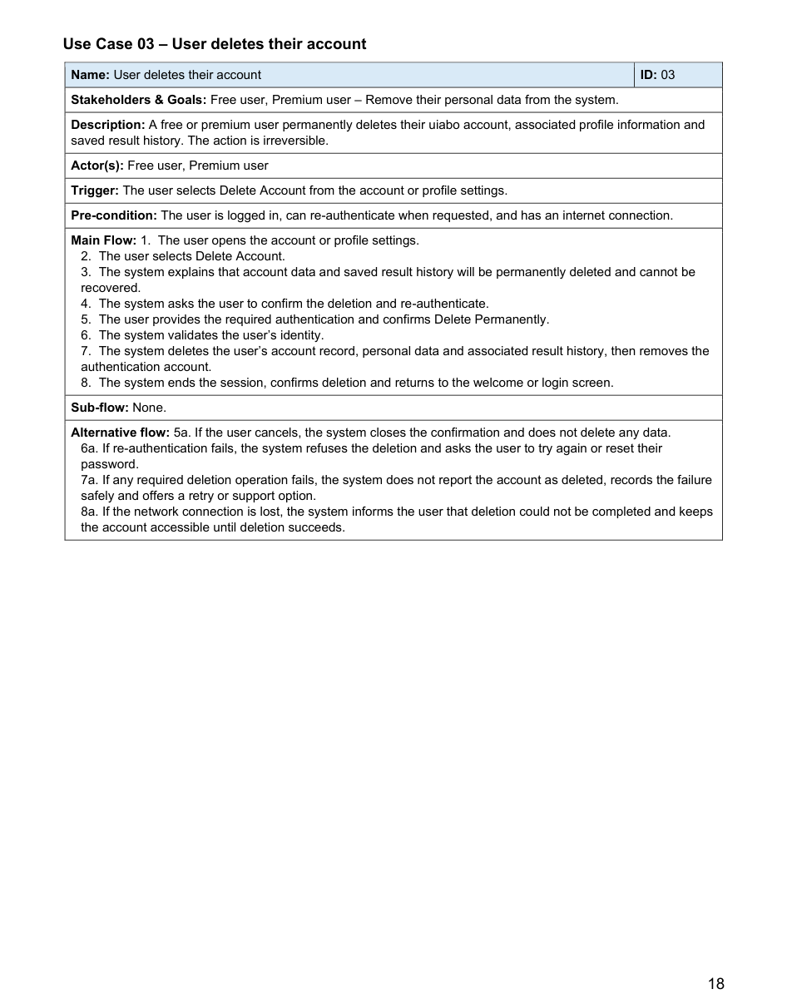 Use Case 03 – User deletes their account
Name: User deletes their account
ID: 03
Stakeholders & Goals: Free user, Premium user – Remove their personal data from the system.
Description: A free or premium user permanently deletes their uiabo account, associated profile information and
saved result history. The action is irreversible.
Actor(s): Free user, Premium user
Trigger: The user selects Delete Account from the account or profile settings.
Pre-condition: The user is logged in, can re-authenticate when requested, and has an internet connection.
Main Flow: 1. The user opens the account or profile settings.
2. The user selects Delete Account.
3. The system explains that account data and saved result history will be permanently deleted and cannot be
recovered.
4. The system asks the user to confirm the deletion and re-authenticate.
5. The user provides the required authentication and confirms Delete Permanently.
6. The system validates the user’s identity.
7. The system deletes the user’s account record, personal data and associated result history, then removes the
authentication account.
8. The system ends the session, confirms deletion and returns to the welcome or login screen.
Sub-flow: None.
Alternative flow: 5a. If the user cancels, the system closes the confirmation and does not delete any data.
6a. If re-authentication fails, the system refuses the deletion and asks the user to try again or reset their
password.
7a. If any required deletion operation fails, the system does not report the account as deleted, records the failure
safely and offers a retry or support option.
8a. If the network connection is lost, the system informs the user that deletion could not be completed and keeps
the account accessible until deletion succeeds.
18